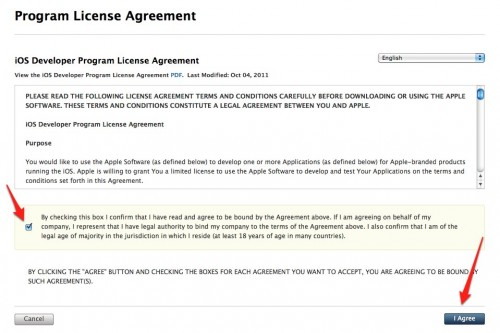 Program License Agreement
iOS Developer Program License Agreement
English
View the iOS Developer Program License Agreement PDF. Last Modified: Oct 04, 2011
PLEASE READ THE FOLLOWING LICENSE AGREEMENT TERMS AND CONDITIONS CAREFULLY BEFORE DOWNLOADING OR USING THE APPLE
SOFTWARE. THESE TERMS AND CONDITIONS CONSTITUTE A LEGAL AGREEMENT BETWEEN YOU AND APPLE.
iOS Developer Program License Agreement
Purpose
You would like to use the Apple Software (as defined below) to develop one or more Applications (as defined below) for Apple-branded products
running the iOS. Apple is willing to grant You a limited license to use the Apple Software to develop and test Your Applications on the terms and
conditions set forth in this Agreement.
By checking this box I confirm that I have read and agree to be bound by the Agreement above. If I am agreeing on behalf of my
company, I represent that I have legal authority to bind my company to the terms of the Agreement above. I also confirm that I am of the
legal age of majority in the jurisdiction in which I reside (at least 18 years of age in many countries).
BY CLICKING THE "AGREE" BUTTON AND CHECKING THE BOXES FOR EACH AGREEMENT YOU WANT TO ACCEPT, YOU ARE AGREEING TO BE BOUND BY
SUCH AGREEMENT(S).
Cancel
I Agree